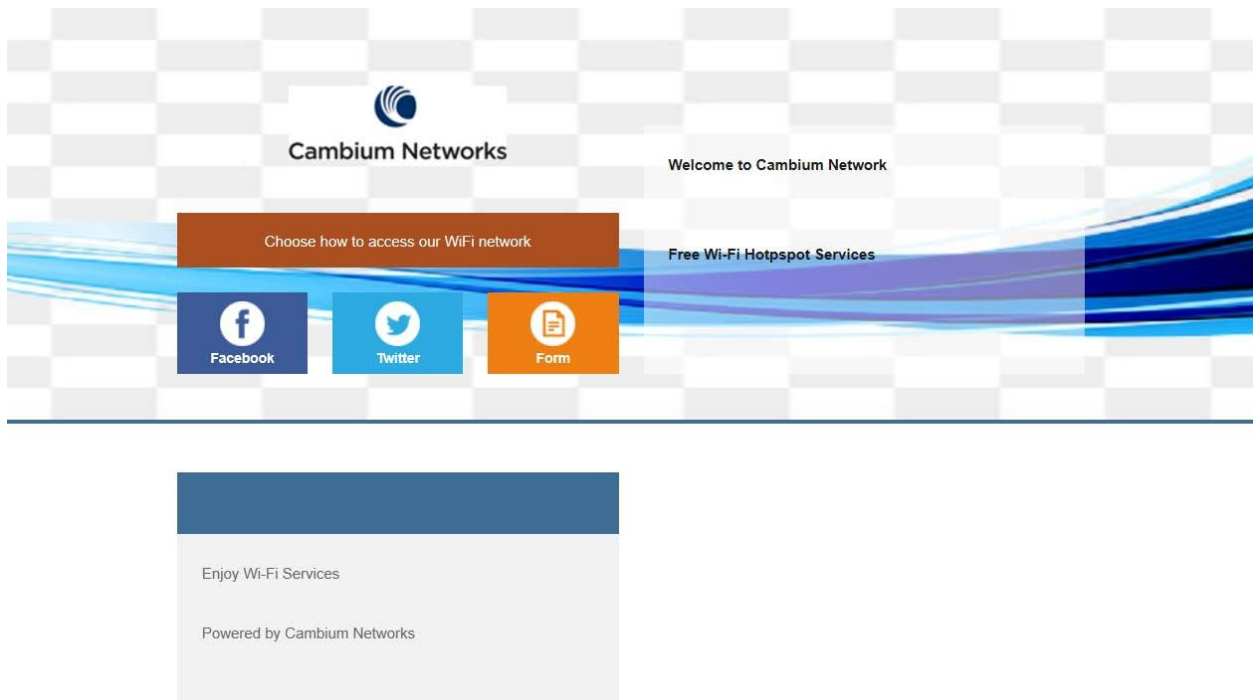 Cambium Networks
Choose how to access our WiFi network
Facebook
Twitter
Form
Welcome to Cambium Network
Free Wi-Fi Hotpspot Services
Enjoy Wi-Fi Services
Powered by Cambium Networks